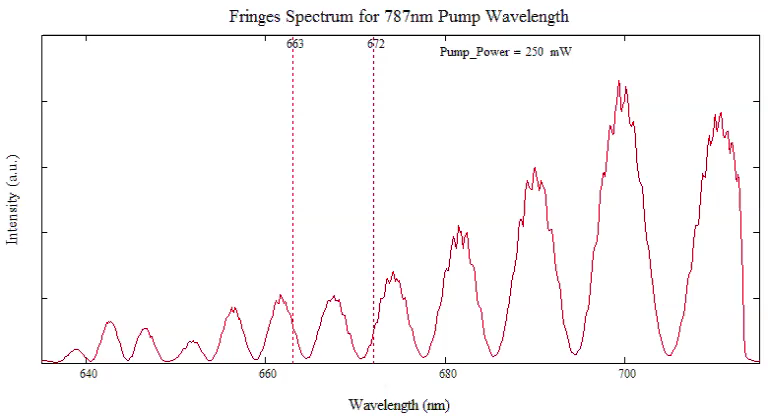 Fringes Spectrum for 787nm Pump Wavelength
663
672
Pump_Power = 250 mW
Intensity (a.u.)
640
660
680
700
Wavelength (nm)